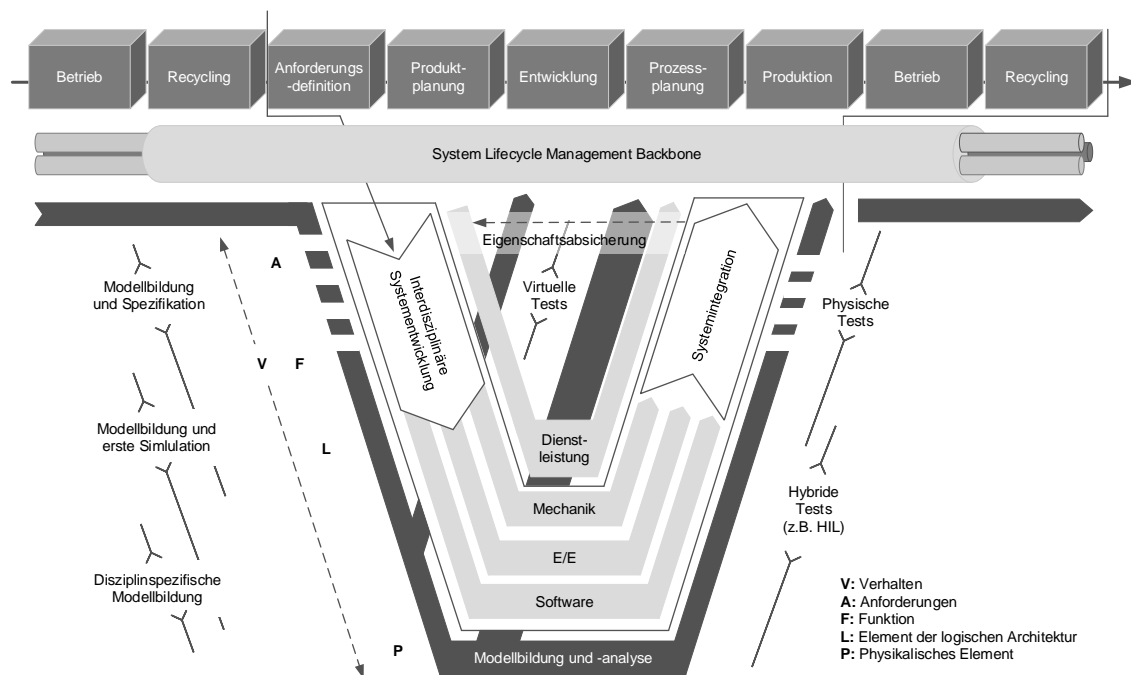 Betrieb
Recycling
Anforderungs
-definition
Produkt-
planung
Entwicklung
Prozess-
planung
Produktion
Betrieb
Recycling
System Lifecycle Management Backbone
Eigenschaftsabsicherung
A
Modellbildung
und Spezifikation
Interdisziplinäre
Systementwicklung
Virtuelle
Tests
Systemintegration
Physische
Tests
V
F
Modellbildung und
erste Simlulation
L
Dienst-
leistung
Mechanik
Hybride
Tests
(z.B. HIL)
E/E
Disziplinspezifische
Modellbildung
Software
P
Modellbildung und -analyse
V: Verhalten
A: Anforderungen
F: Funktion
L: Element der logischen Architektur
P: Physikalisches Element